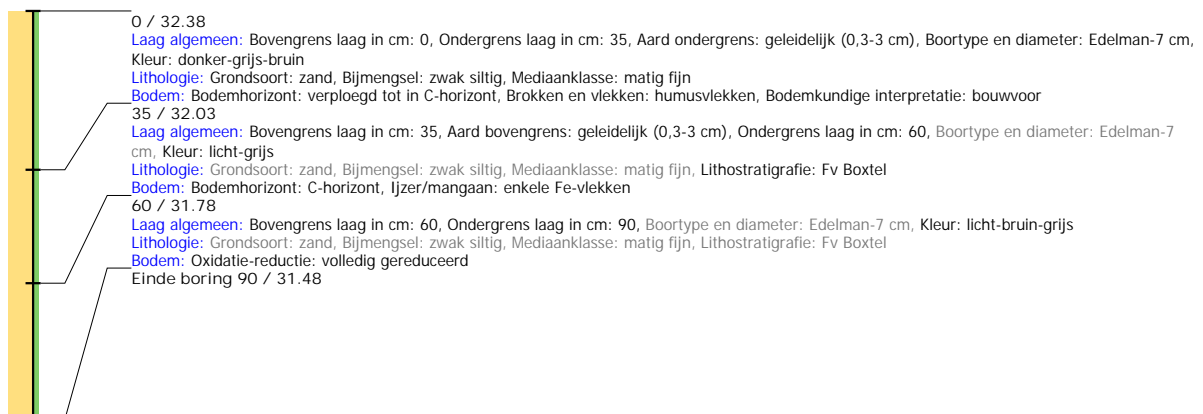 0 / 32.38
Laag algemeen: Bovengrens laag in cm: 0, Ondergrens laag in cm: 35, Aard ondergrens: geleidelijk (0,3-3 cm), Boortype en diameter: Edelman-7 cm,
Kleur: donker-grijs-bruin
Lithologie: Grondsoort: zand, Bijmengsel: zwak siltig, Mediaanklasse: matig fijn
Bodem: Bodemhorizont: verploegd tot in C-horizont, Brokken en vlekken: humusvlekken, Bodemkundige interpretatie: bouwvoor
35 / 32.03
Laag algemeen: Bovengrens laag in cm: 35, Aard bovengrens: geleidelijk (0,3-3 cm), Ondergrens laag in cm: 60, Boortype en diameter: Edelman-7
cm, Kleur: licht-grijs
Lithologie: Grondsoort: zand, Bijmengsel: zwak siltig, Mediaanklasse: matig fijn, Lithostratigrafie: Fv Boxtel
Bodem: Bodemhorizont: C-horizont, Ijzer/mangaan: enkele Fe-vlekken
60 / 31.78
Laag algemeen: Bovengrens laag in cm: 60, Ondergrens laag in cm: 90, Boortype en diameter: Edelman-7 cm, Kleur: licht-bruin-grijs
Lithologie: Grondsoort: zand, Bijmengsel: zwak siltig, Mediaanklasse: matig fijn, Lithostratigrafie: Fv Boxtel
Bodem: Oxidatie-reductie: volledig gereduceerd
Einde boring 90 / 31.48